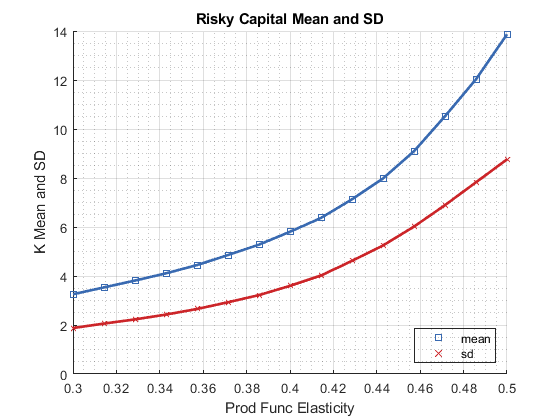 Risky Capital Mean and SD
14
12
10
8
6
4
2
0
K Mean and SD
0.3 0.32 0.34 0.36 0.38 0.4 0.42 0.44 0.46 0.48 0.5
Prod Func Elasticity
mean
sd